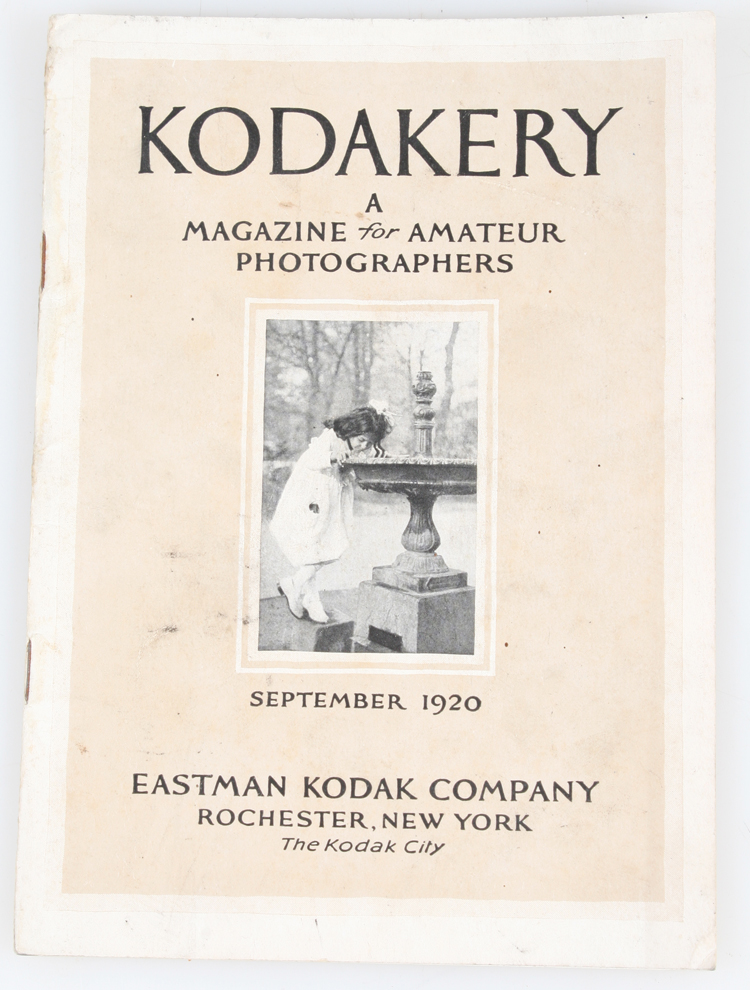 KODAKERY
A
MAGAZINE for AMATEUR
PHOTOGRAPHERS
SEPTEMBER 1920
EASTMAN KODAK COMPANY
ROCHESTER, NEW YORK
The Kodak City